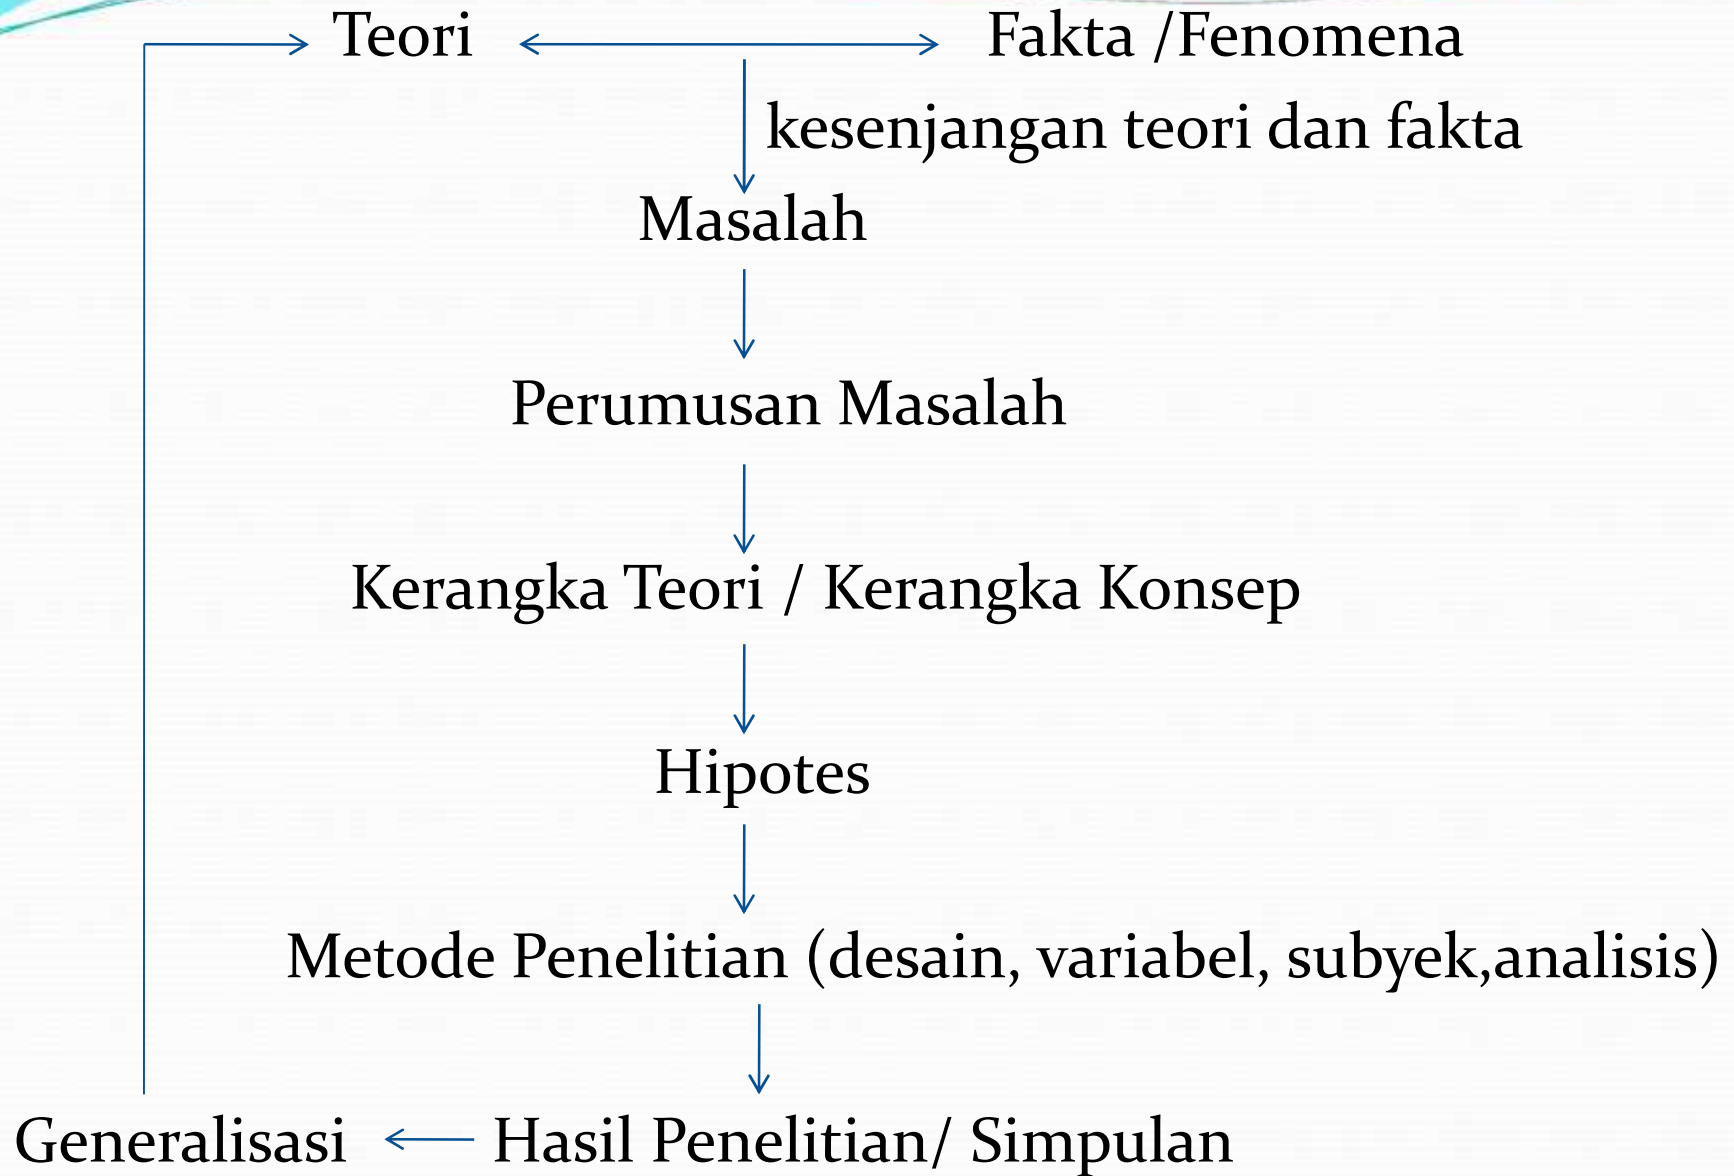 Teori Fakta /Fenomena
kesenjangan teori dan fakta
Masalah
Perumusan Masalah
Kerangka Teori / Kerangka Konsep
Hipotes
Metode Penelitian (desain, variabel, subyek,analisis)
Generalisasi Hasil Penelitian/ Simpulan